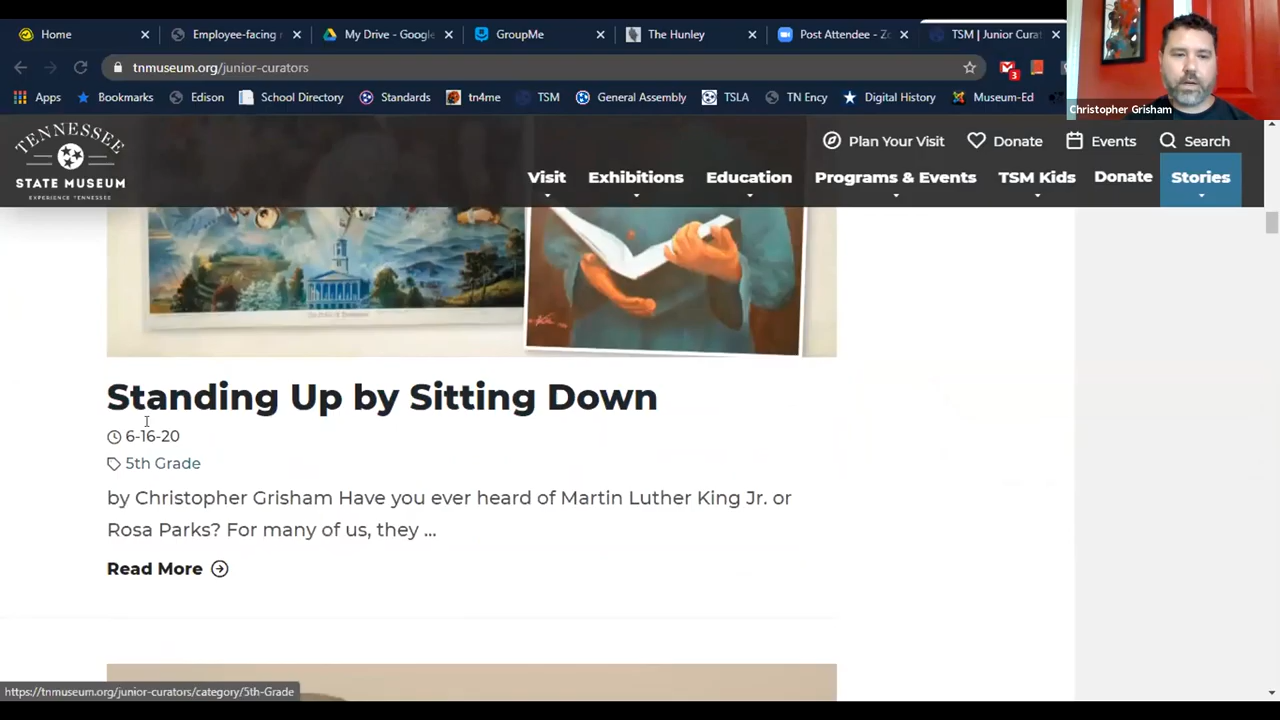 Home
Employee-facing r
My Drive - Google
GroupMe
The Hunley
Post Attendee - Zo
TSM | Junior Curat
tnmuseum.org/junior-curators
3
Apps
Bookmarks
Edison
School Directory
Standards
tn4me
TSM
General Assembly
TSLA
TN Ency
Digital History
Museum-Ed
Christopher Grisham
TENNESSEE
STATE MUSEUM
EXPERIENCE TENNESSEE
Plan Your Visit
Donate
Events
Search
Visit
Exhibitions
Education
Programs & Events
TSM Kids
Donate
Stories
Standing Up by Sitting Down
6-16-20
5th Grade
by Christopher Grisham Have you ever heard of Martin Luther King Jr. or
Rosa Parks? For many of us, they ...
Read More
https://tnmuseum.org/junior-curators/category/5th-Grade